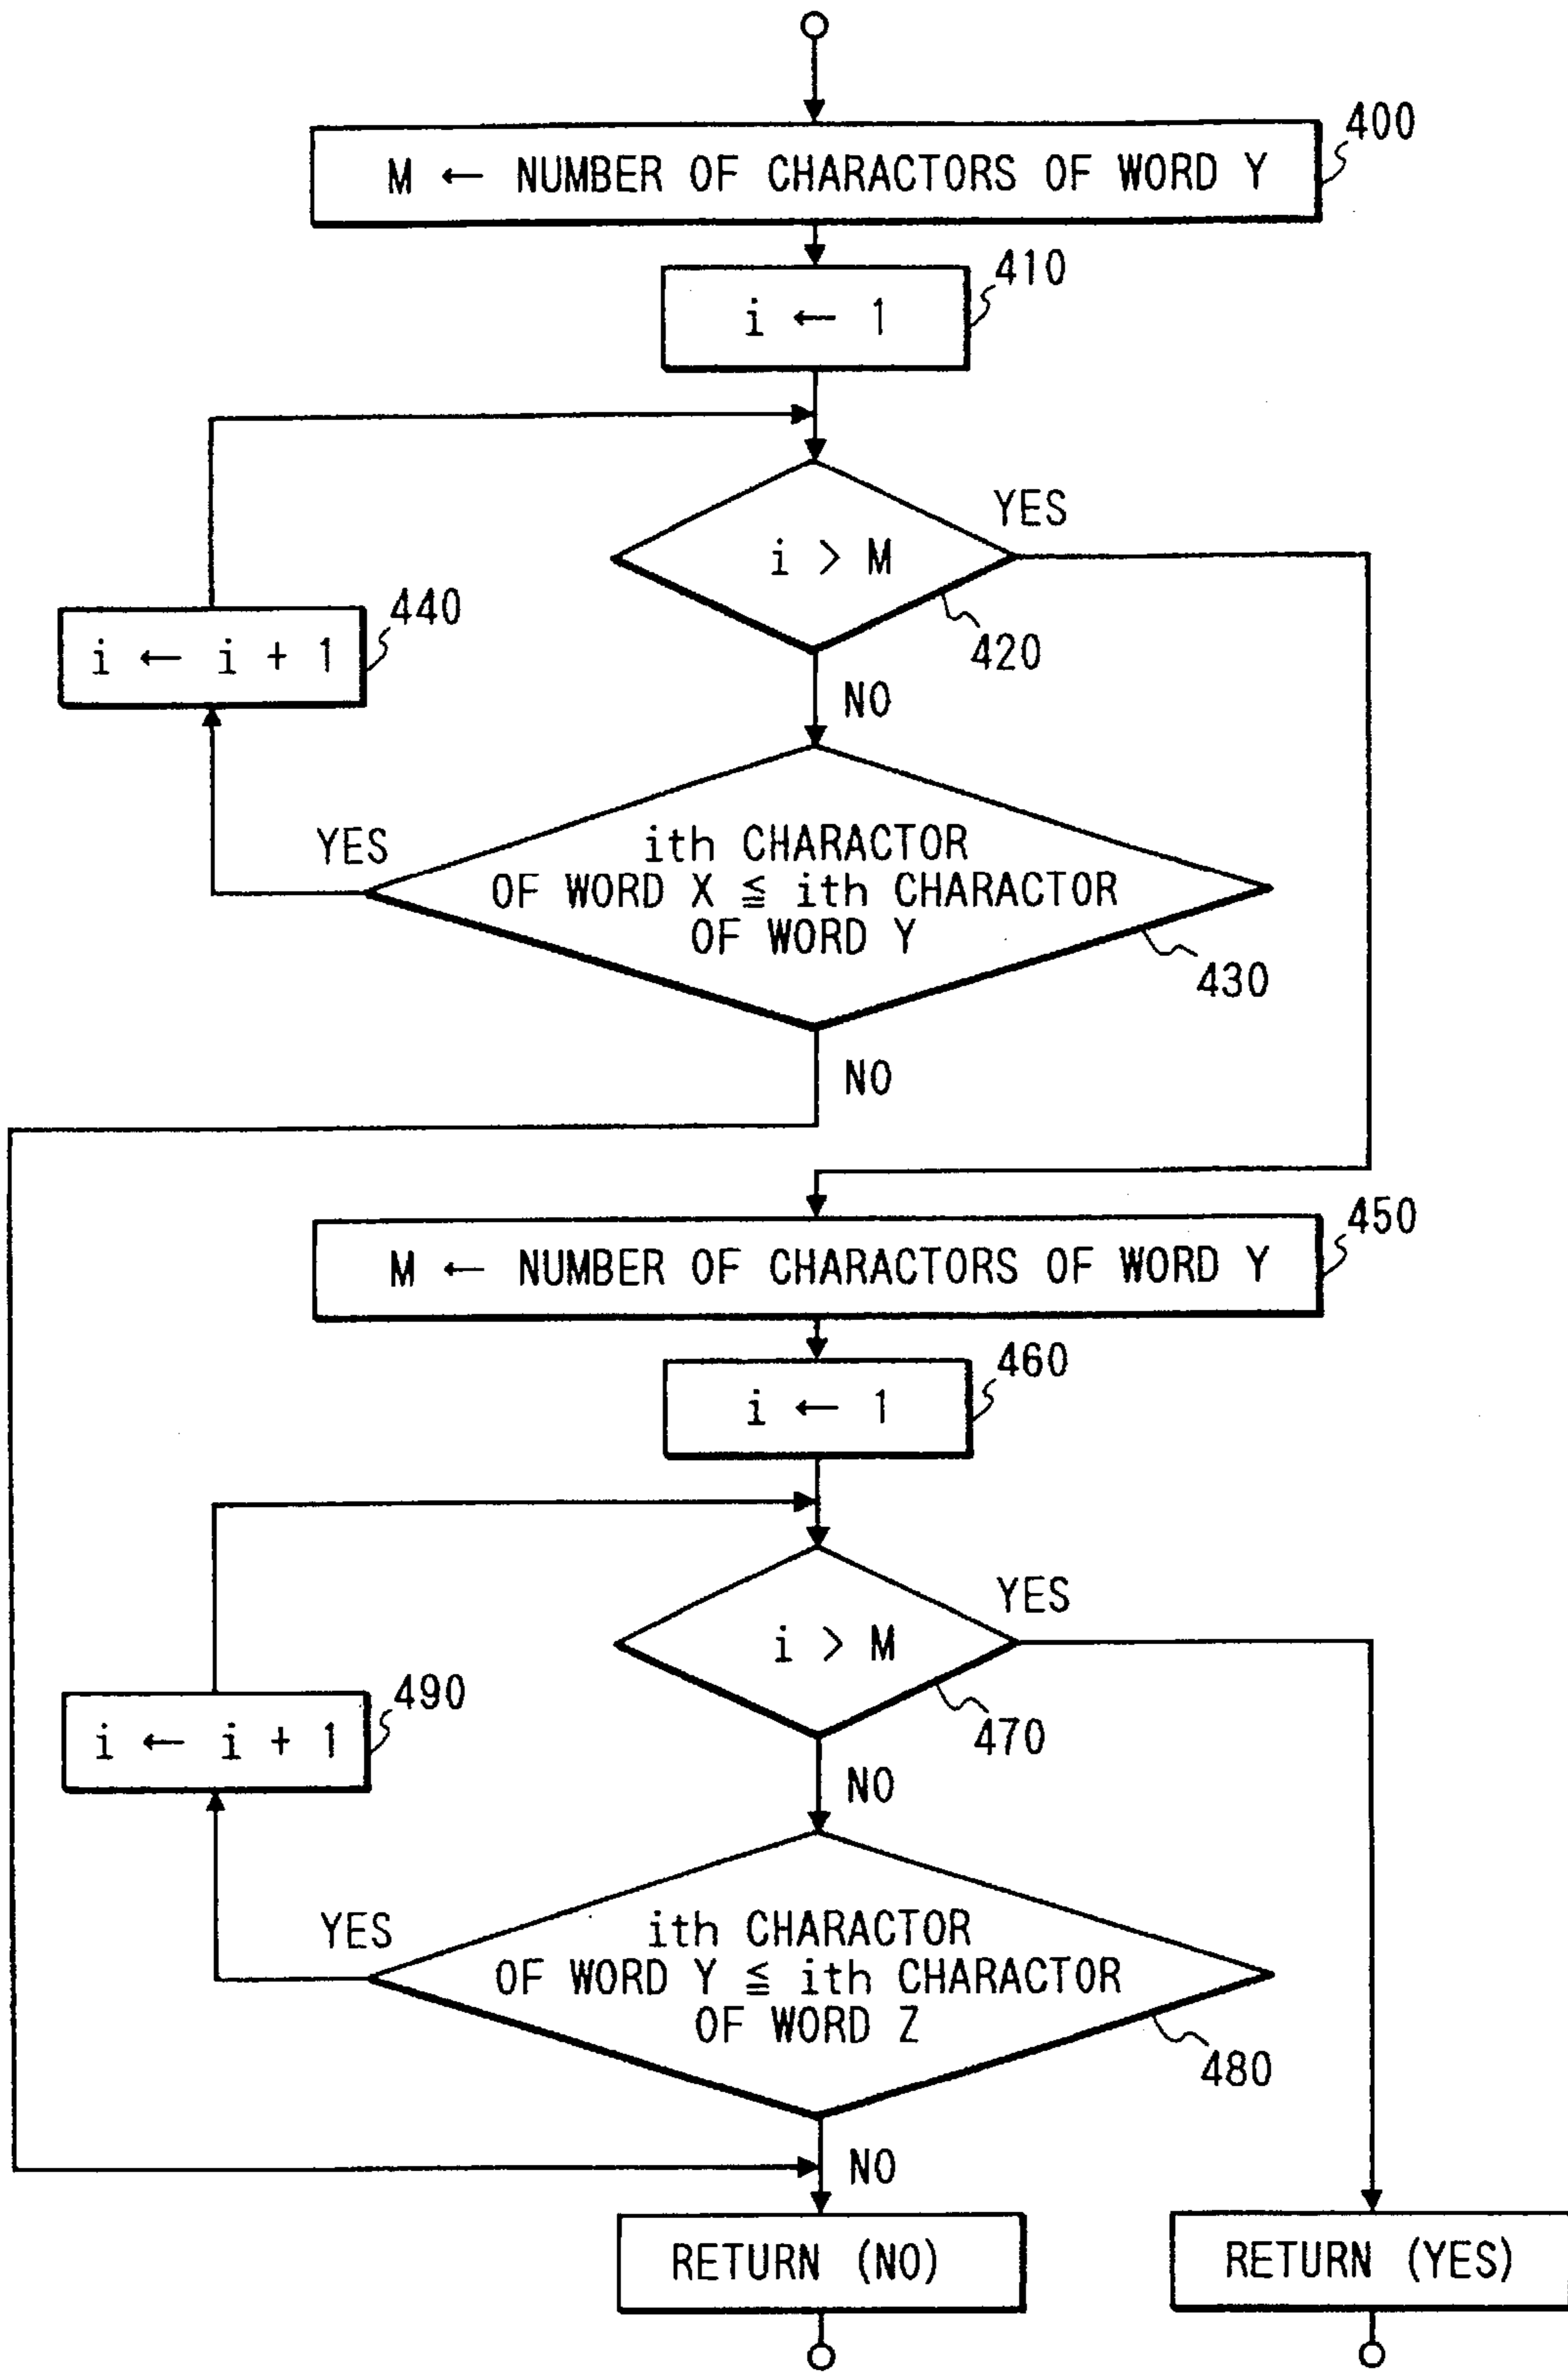 400
M ← NUMBER OF CHARACTORS OF WORD Y
410
i ← 1
YES
i > M
440
i ← i + 1
420
NO
YES
ith CHARACTOR
OF WORD X ≦ ith CHARACTOR
OF WORD Y
430
NO
450
M ← NUMBER OF CHARACTORS OF WORD Y
460
i ← 1
YES
i > M
490
i ← i + 1
470
NO
YES
ith CHARACTOR
OF WORD Y ≦ ith CHARACTOR
OF WORD Z
480
NO
RETURN (NO)
RETURN (YES)